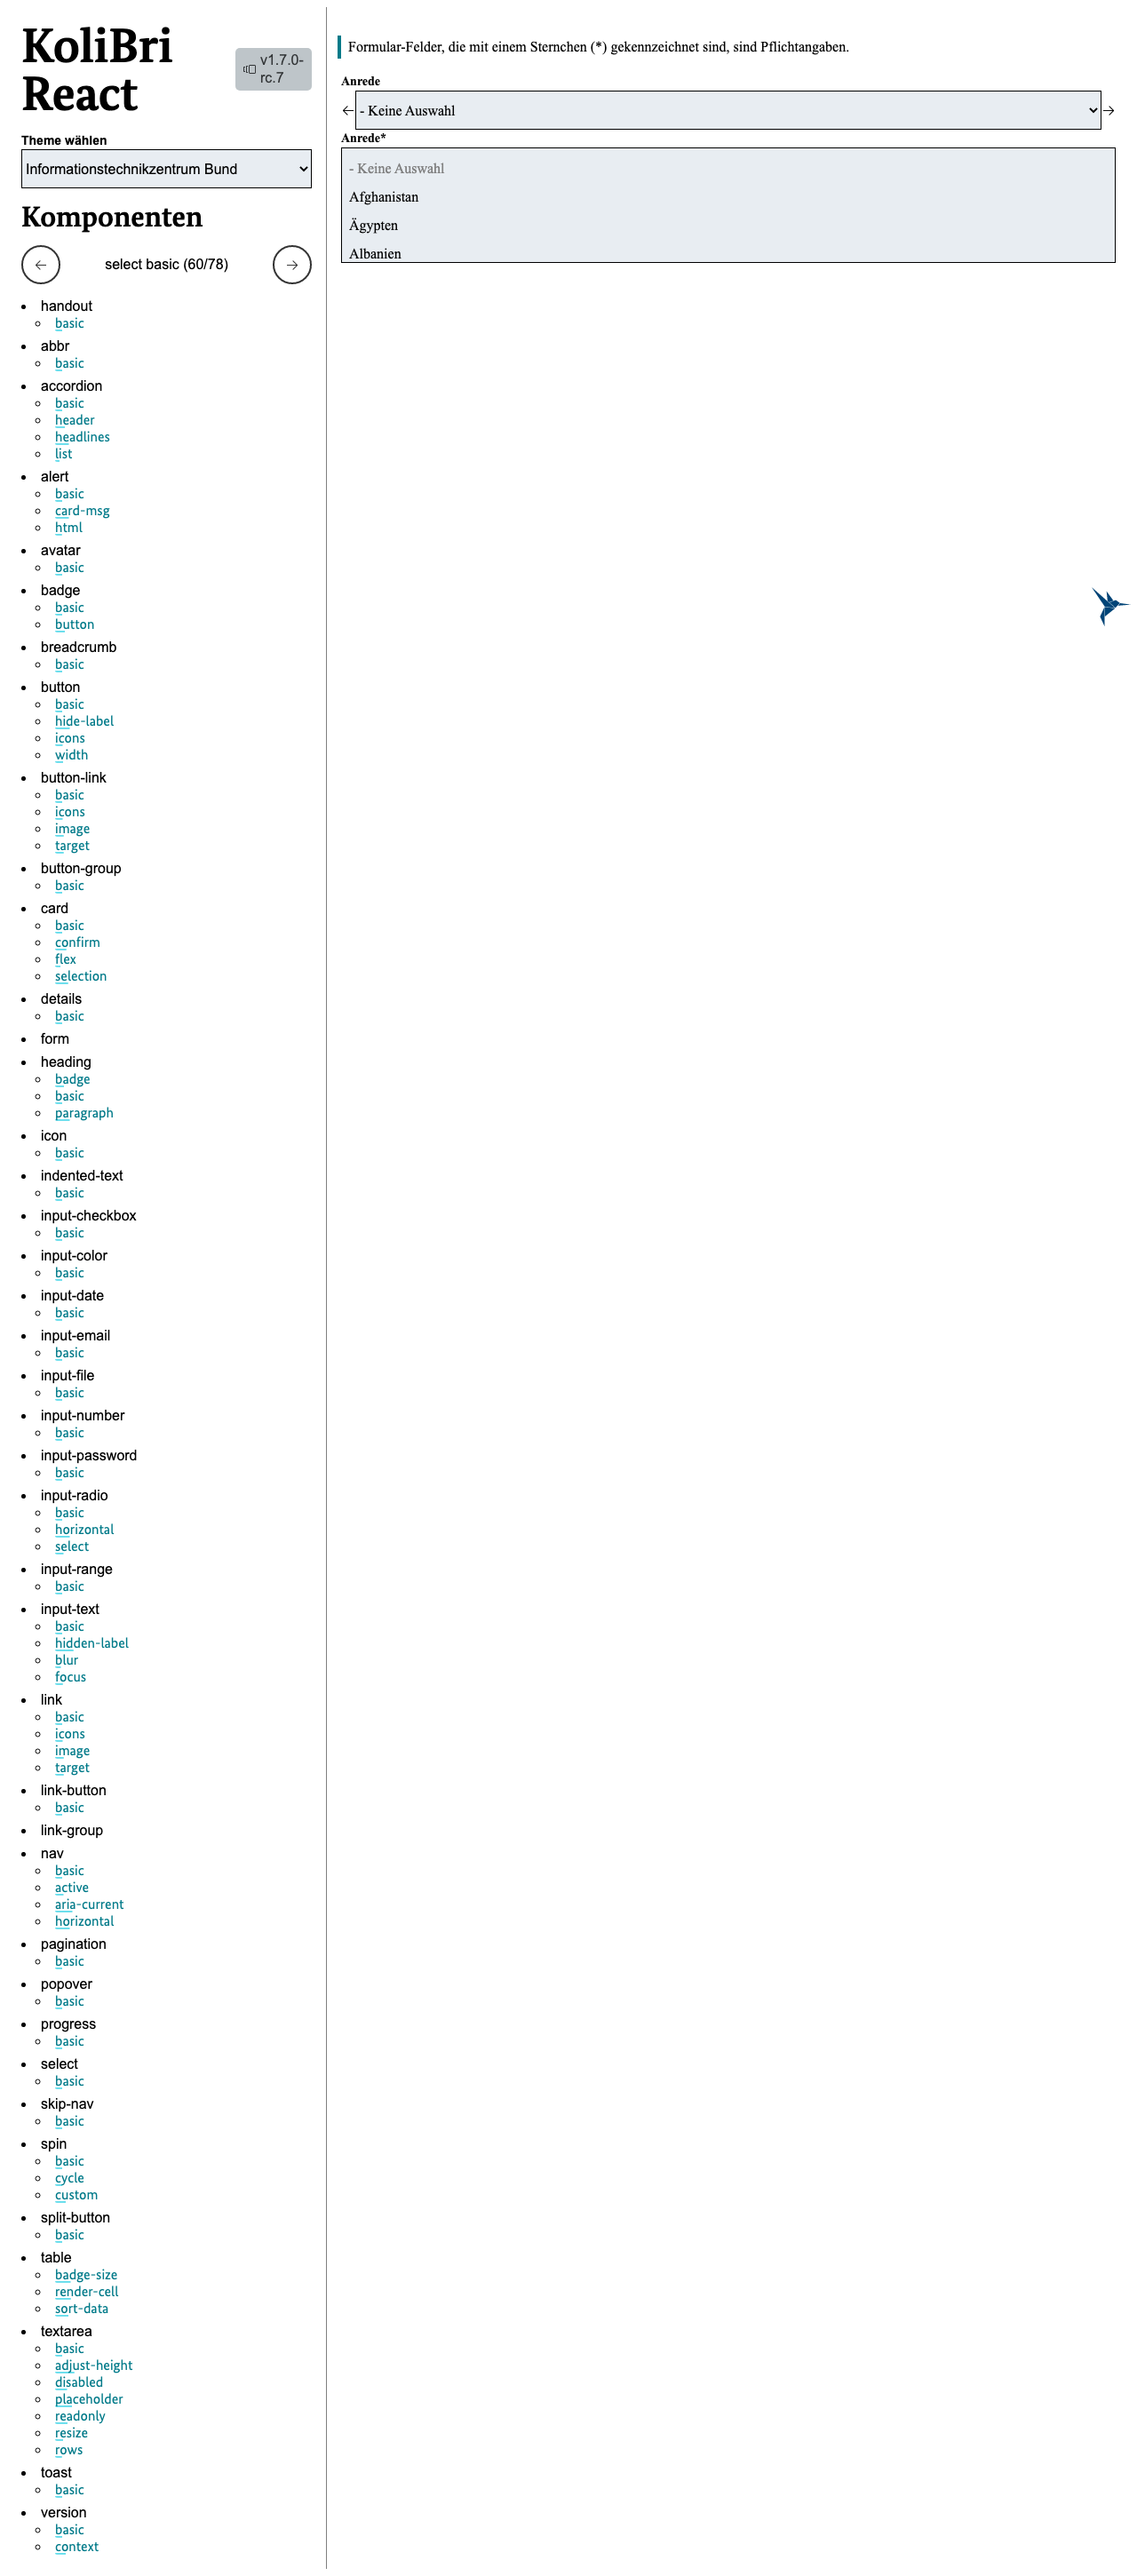 KoliBri
React
v1.7.0-
rc.7
Theme wählen
Informationstechnikzentrum Bund
Komponenten
select basic (60/78)
handout
basic
abbr
basic
accordion
basic
header
headlines
list
alert
basic
card-msg
html
avatar
basic
badge
basic
button
breadcrumb
basic
button
basic
hide-label
icons
width
button-link
basic
icons
image
target
button-group
basic
card
basic
confirm
flex
selection
details
basic
form
heading
badge
basic
paragraph
icon
basic
indented-text
basic
input-checkbox
basic
input-color
basic
input-date
basic
input-email
basic
input-file
basic
input-number
basic
input-password
basic
input-radio
basic
horizontal
select
input-range
basic
input-text
basic
hidden-label
blur
focus
link
basic
icons
image
target
link-button
basic
link-group
nav
basic
active
aria-current
horizontal
pagination
basic
popover
basic
progress
basic
select
basic
skip-nav
basic
spin
basic
cycle
custom
split-button
basic
table
badge-size
render-cell
sort-data
textarea
basic
adjust-height
disabled
placeholder
readonly
resize
rows
toast
basic
version
basic
context
Formular-Felder, die mit einem Sternchen (*) gekennzeichnet sind, sind Pflichtangaben.
Anrede
- Keine Auswahl
Anrede*
- Keine Auswahl
Afghanistan
Ägypten
Albanien